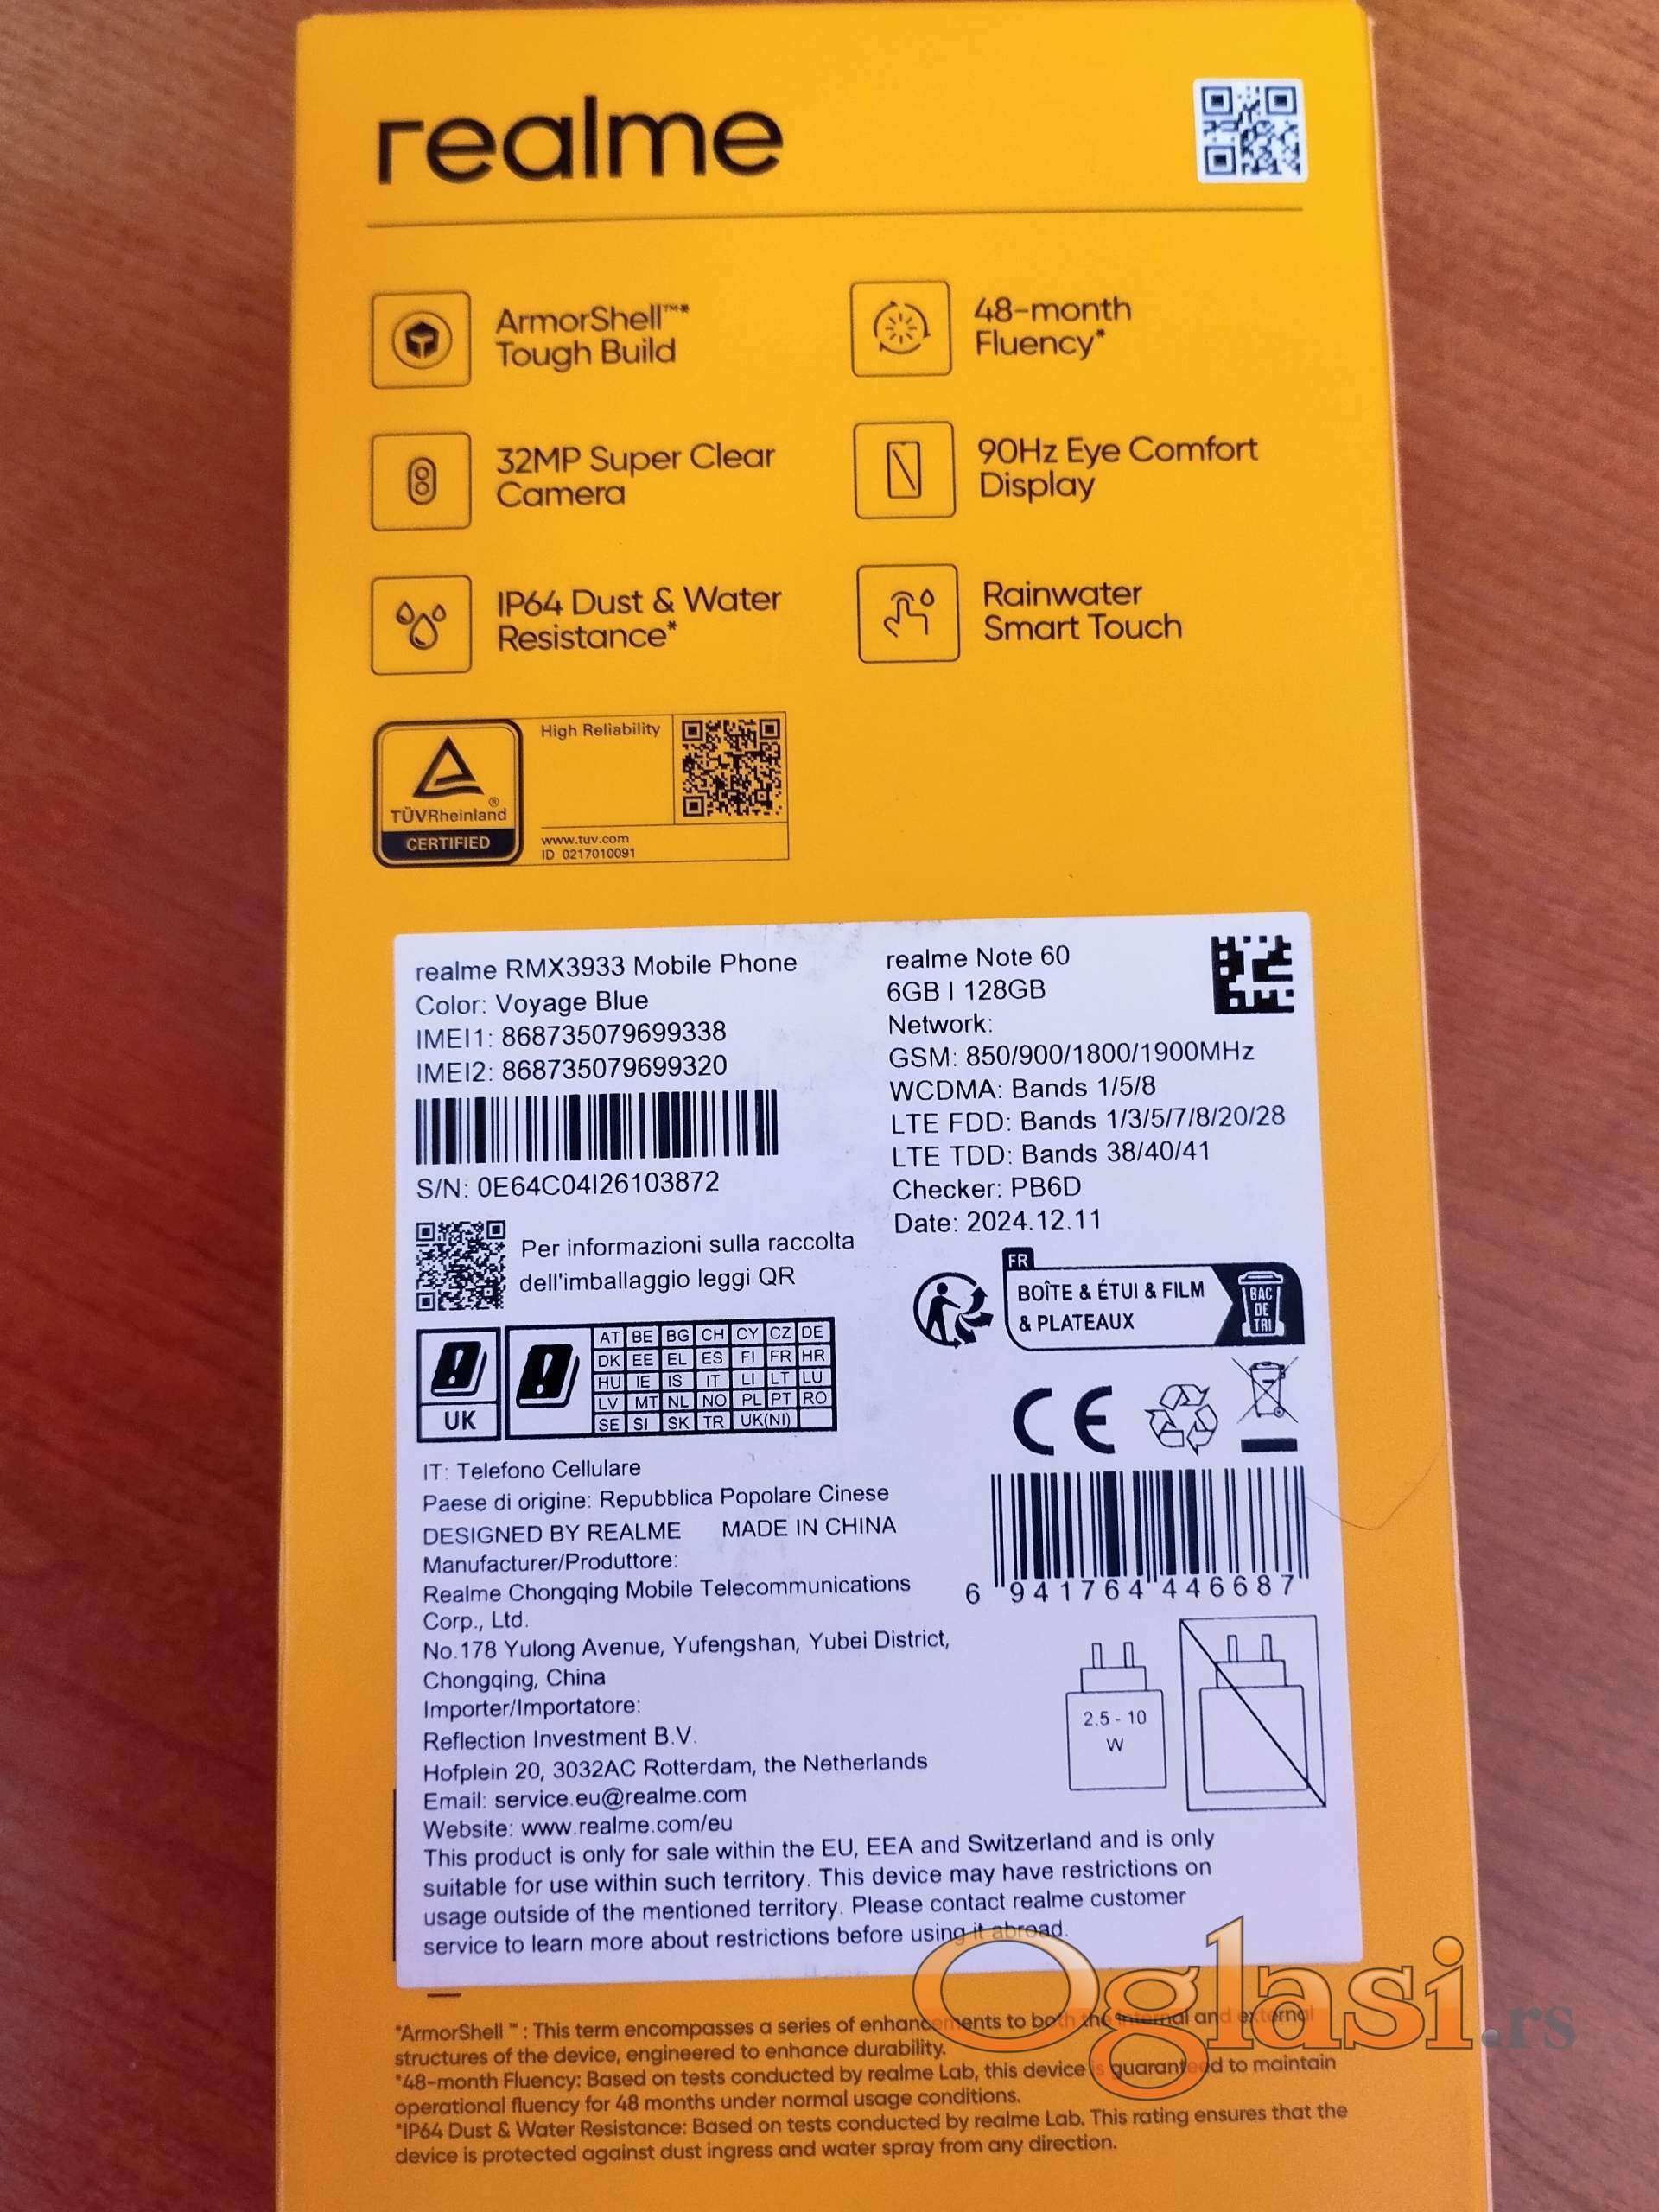 realme
ArmorShell™*
Tough Build
48-month
Fluency*
32MP Super Clear
Camera
90Hz Eye Comfort
Display
IP64 Dust & Water
Resistance*
Rainwater
Smart Touch
High Reliability
TÜVRheinland®
CERTIFIED
www.tuv.com
ID 0217010091
realme RMX3933 Mobile Phone
Color: Voyage Blue
IMEI1: 868735079699338
IMEI2: 868735079699320
S/N: 0E64C04I26103872
realme Note 60
6GB I 128GB
Network:
GSM: 850/900/1800/1900MHz
WCDMA: Bands 1/5/8
LTE FDD: Bands 1/3/5/7/8/20/28
LTE TDD: Bands 38/40/41
Checker: PB6D
Date: 2024.12.11
Per informazioni sulla raccolta
dell'imballaggio leggi QR
FR
BOÎTE & ÉTUI & FILM
& PLATEAUX
BAC
DE
TRI
UK
AT BE BG CH CY CZ DE
DK EE EL ES FI FR HR
HU IE IS IT LI LT LU
LV MT NL NO PL PT RO
SE SI SK TR UK(NI)
CE
6 941764 446687
2.5 - 10
W
IT: Telefono Cellulare
Paese di origine: Repubblica Popolare Cinese
DESIGNED BY REALME MADE IN CHINA
Manufacturer/Produttore:
Realme Chongqing Mobile Telecommunications
Corp., Ltd.
No.178 Yulong Avenue, Yufengshan, Yubei District,
Chongqing, China
Importer/Importatore:
Reflection Investment B.V.
Hofplein 20, 3032AC Rotterdam, the Netherlands
Email: service.eu@realme.com
Website: www.realme.com/eu
This product is only for sale within the EU, EEA and Switzerland and is only
suitable for use within such territory. This device may have restrictions on
usage outside of the mentioned territory. Please contact realme customer
service to learn more about restrictions before using it abroad.
Oglasi.rs
*ArmorShell™: This term encompasses a series of enhancements to both the internal and external
structures of the device, engineered to enhance durability.
*48-month Fluency: Based on tests conducted by realme Lab, this device is guaranteed to maintain
operational fluency for 48 months under normal usage conditions.
*IP64 Dust & Water Resistance: Based on tests conducted by realme Lab. This rating ensures that the
device is protected against dust ingress and water spray from any direction.